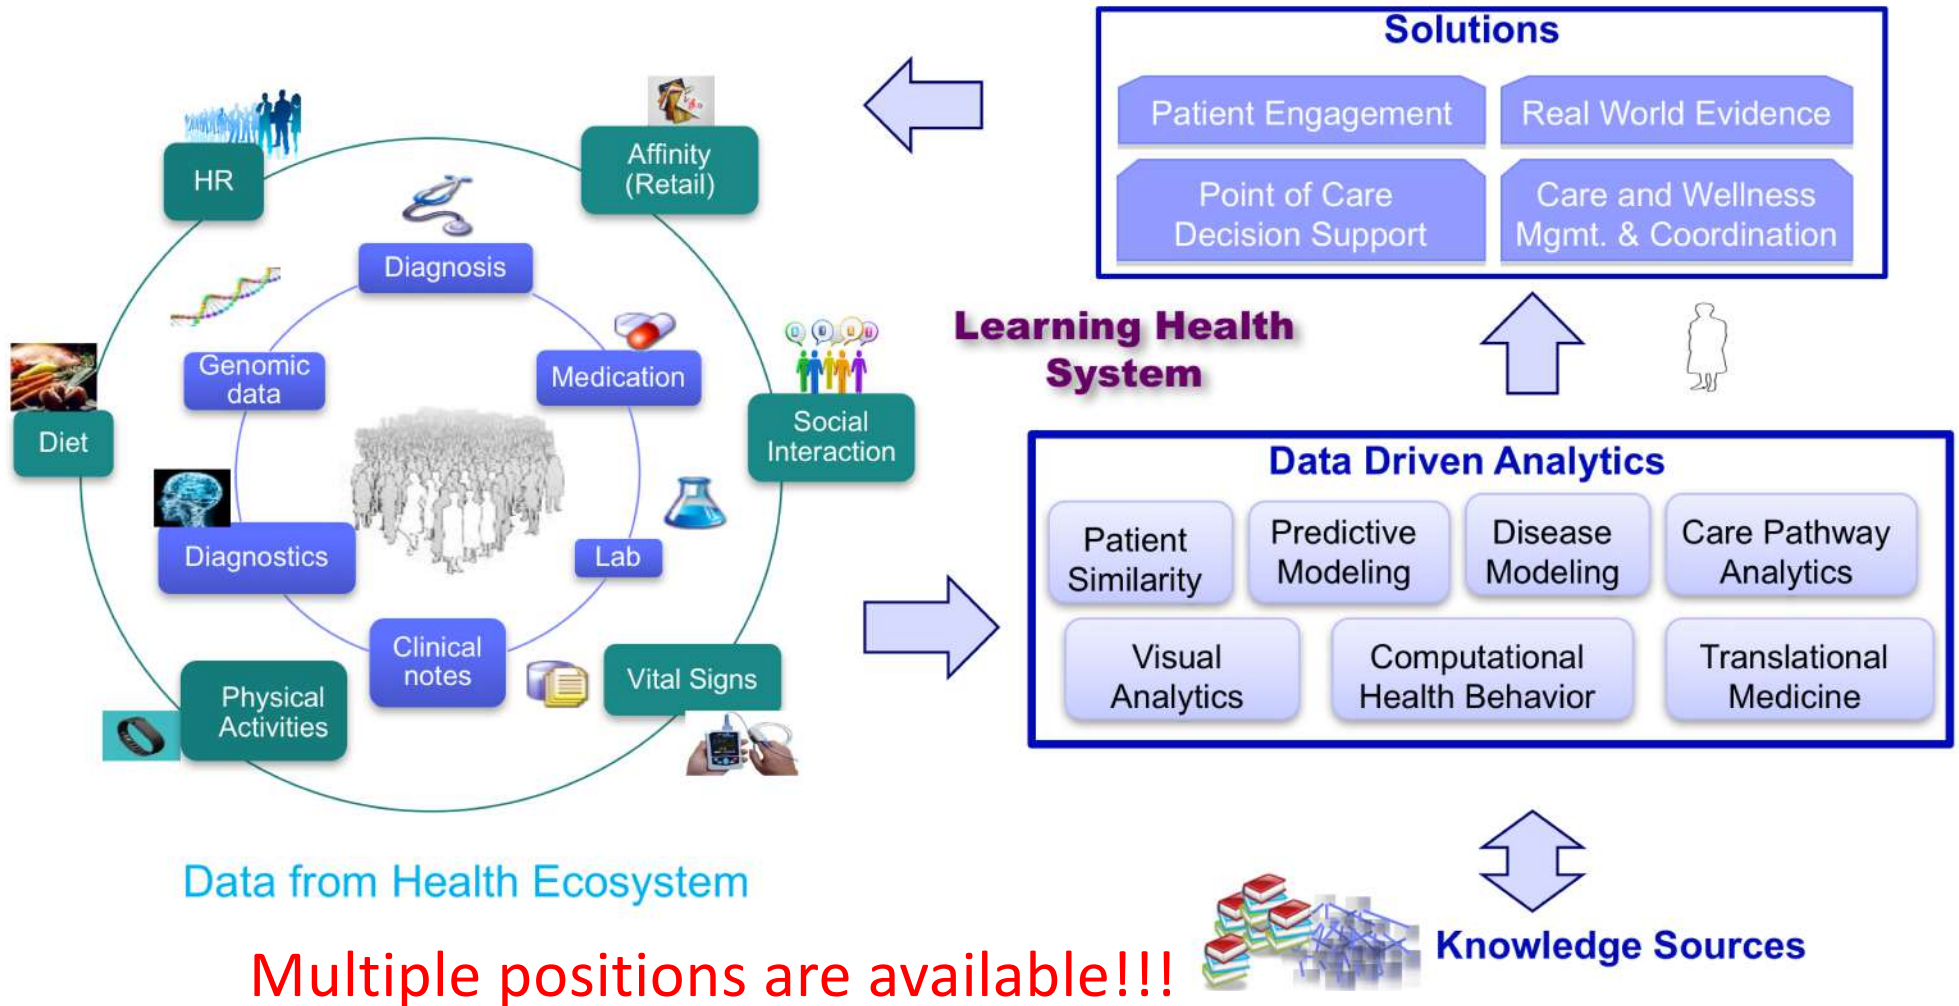 Solutions
Patient Engagement
Real World Evidence
Point of Care
Decision Support
Care and Wellness
Mgmt. & Coordination
HR
Affinity
(Retail)
Diagnosis
Genomic
data
Medication
Diet
Social
Interaction
Diagnostics
Lab
Clinical
notes
Physical
Activities
Vital Signs
Learning Health
System
Data Driven Analytics
Patient
Similarity
Predictive
Modeling
Disease
Modeling
Care Pathway
Analytics
Visual
Analytics
Computational
Health Behavior
Translational
Medicine
Data from Health Ecosystem
Knowledge Sources
Multiple positions are available!!!